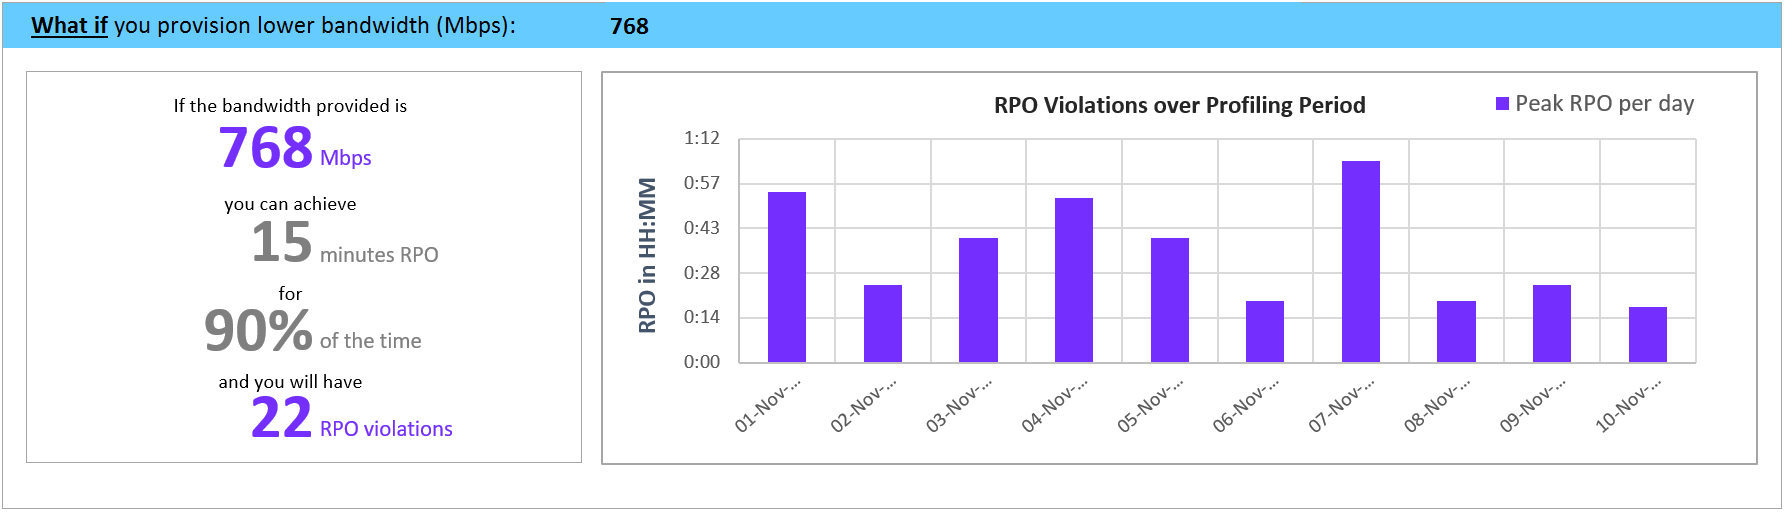 What if you provision lower bandwidth (Mbps): 768
If the bandwidth provided is
768 Mbps
you can achieve
15 minutes RPO
for
90% of the time
and you will have
22 RPO violations
RPO Violations over Profiling Period
Peak RPO per day
RPO in HH:MM
1:12
0:57
0:43
0:28
0:14
0:00
01-Nov-...
02-Nov-...
03-Nov-...
04-Nov-...
05-Nov-...
06-Nov-...
07-Nov-...
08-Nov-...
09-Nov-...
10-Nov-...